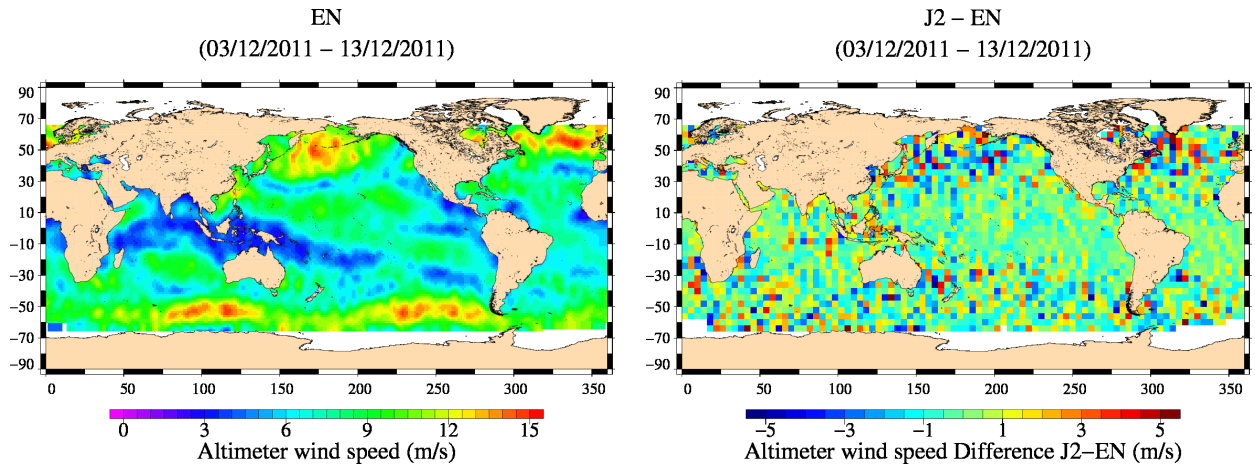 EN
(03/12/2011 – 13/12/2011)
90
70
50
30
10
−10
−30
−50
−70
−90
0 50 100 150 200 250 300 350
0 3 6 9 12 15
Altimeter wind speed (m/s)
J2 – EN
(03/12/2011 – 13/12/2011)
90
70
50
30
10
−10
−30
−50
−70
−90
0 50 100 150 200 250 300 350
−5 −3 −1 1 3 5
Altimeter wind speed Difference J2−EN (m/s)